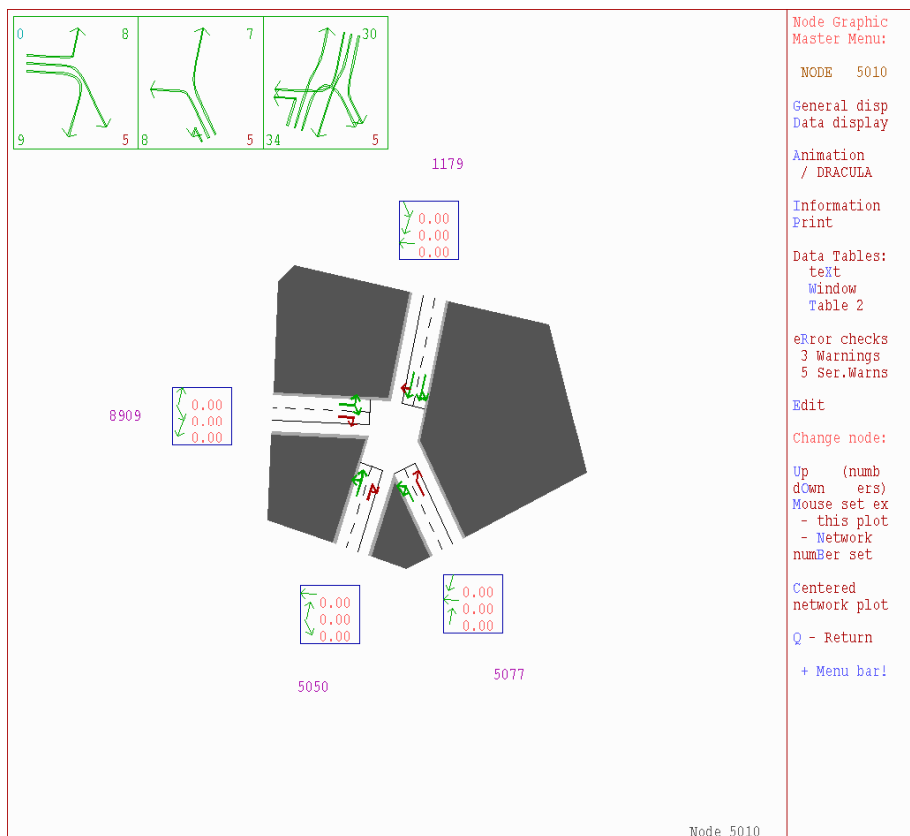 0 8 7 30
9 5 8 5 34 5
1179
0.00
0.00
0.00
8909
0.00
0.00
0.00
0.00
0.00
0.00
0.00
0.00
0.00
5050
5077
Node 5010
Node Graphic
Master Menu:
NODE 5010
General disp
Data display
Animation
/ DRACULA
Information
Print
Data Tables:
teXt
Window
Table 2
eRror checks
3 Warnings
5 Ser.Warns
Edit
Change node:
Up (numb
dOwn ers)
Mouse set ex
- this plot
- Network
numBer set
Centered
network plot
Q - Return
+ Menu bar!